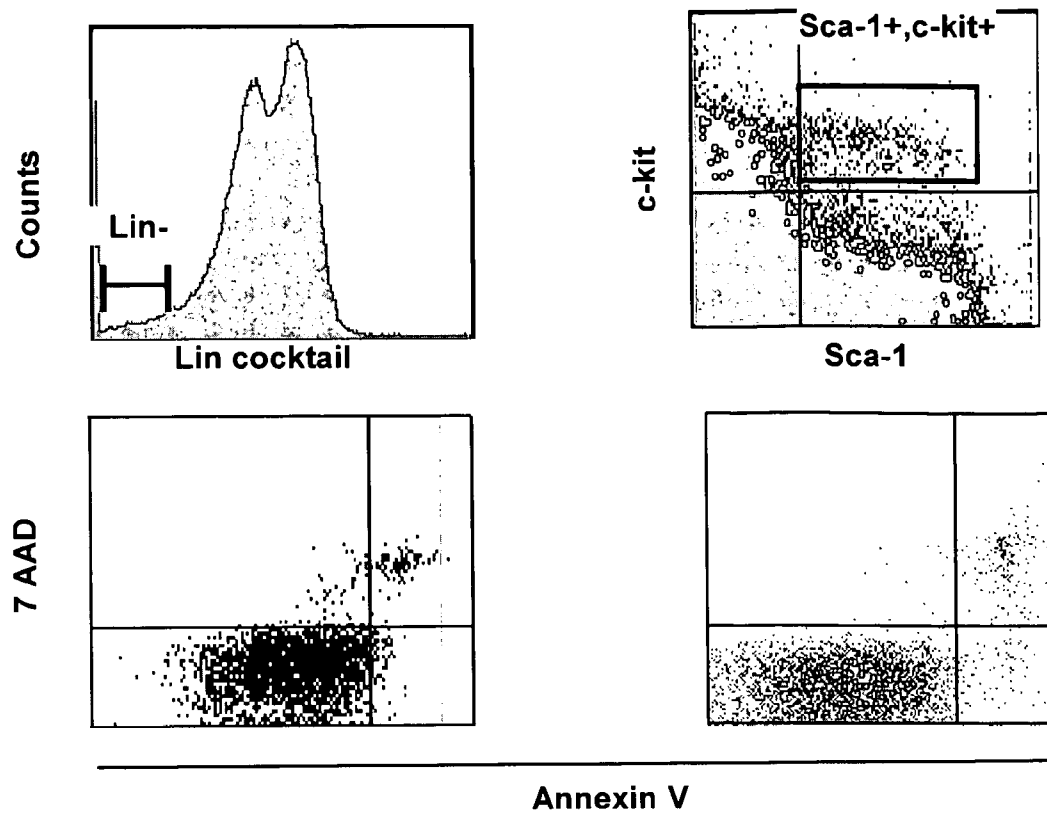 Sca-1+,c-kit+
Counts
Lin-
c-kit
Lin cocktail
Sca-1
7 AAD
Annexin V